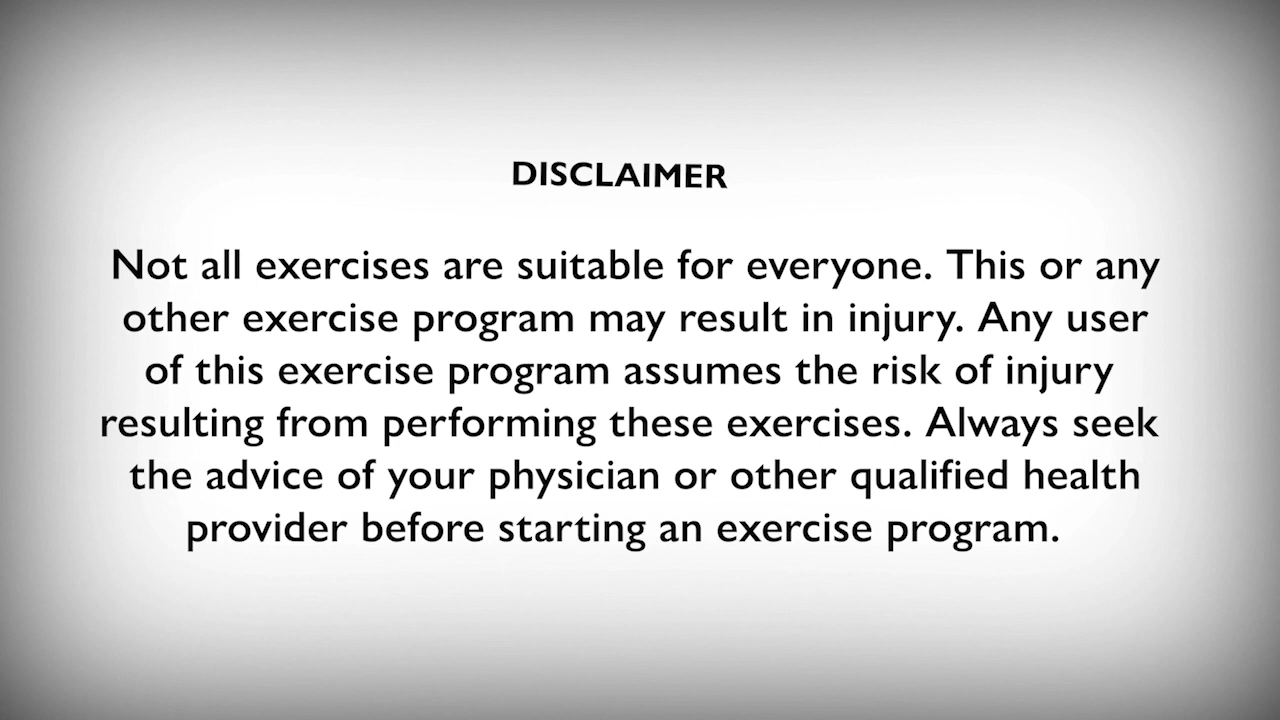 DISCLAIMER
Not all exercises are suitable for everyone. This or any
other exercise program may result in injury. Any user
of this exercise program assumes the risk of injury
resulting from performing these exercises. Always seek
the advice of your physician or other qualified health
provider before starting an exercise program.